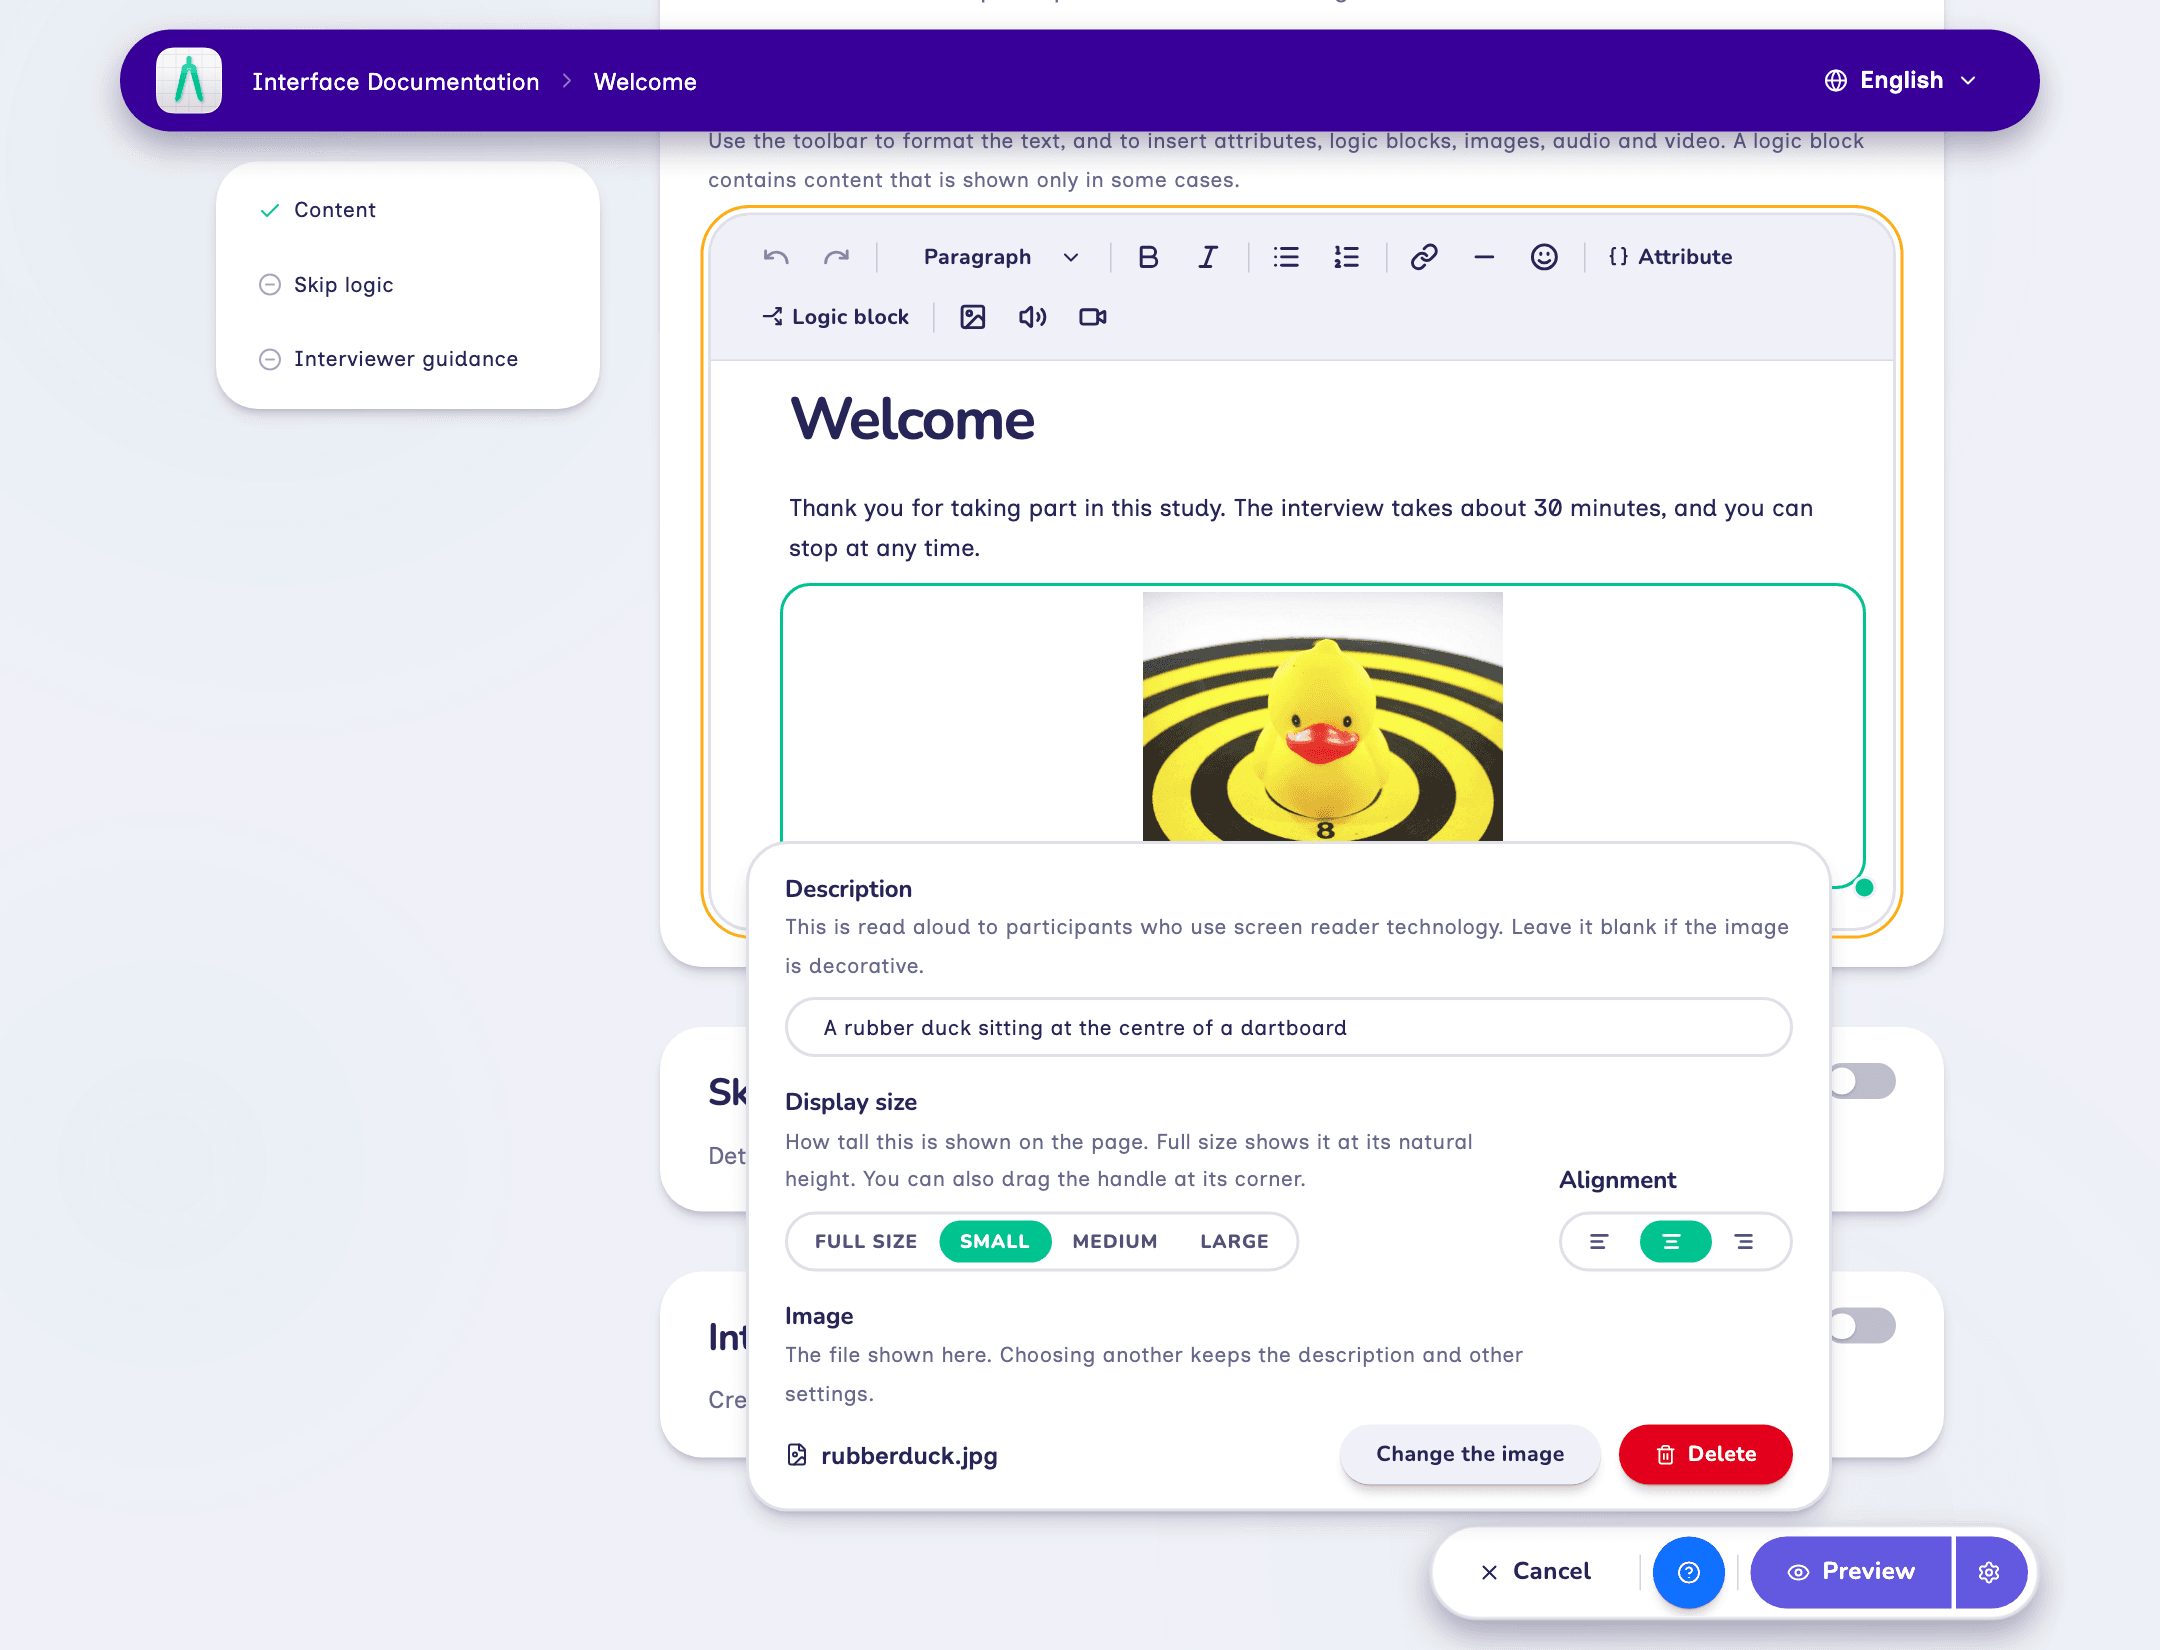 Interface Documentation
Welcome
English
Use the toolbar to format the text, and to insert attributes, logic blocks, images, audio and video. A logic block
contains content that is shown only in some cases.
Content
Skip logic
Interviewer guidance
Paragraph
{} Attribute
Logic block
Welcome
Thank you for taking part in this study. The interview takes about 30 minutes, and you can
stop at any time.
8
Description
This is read aloud to participants who use screen reader technology. Leave it blank if the image
is decorative.
A rubber duck sitting at the centre of a dartboard
Display size
How tall this is shown on the page. Full size shows it at its natural
height. You can also drag the handle at its corner.
Alignment
FULL SIZE
SMALL
MEDIUM
LARGE
Image
The file shown here. Choosing another keeps the description and other
settings.
rubberduck.jpg
Change the image
Delete
Cancel
Preview